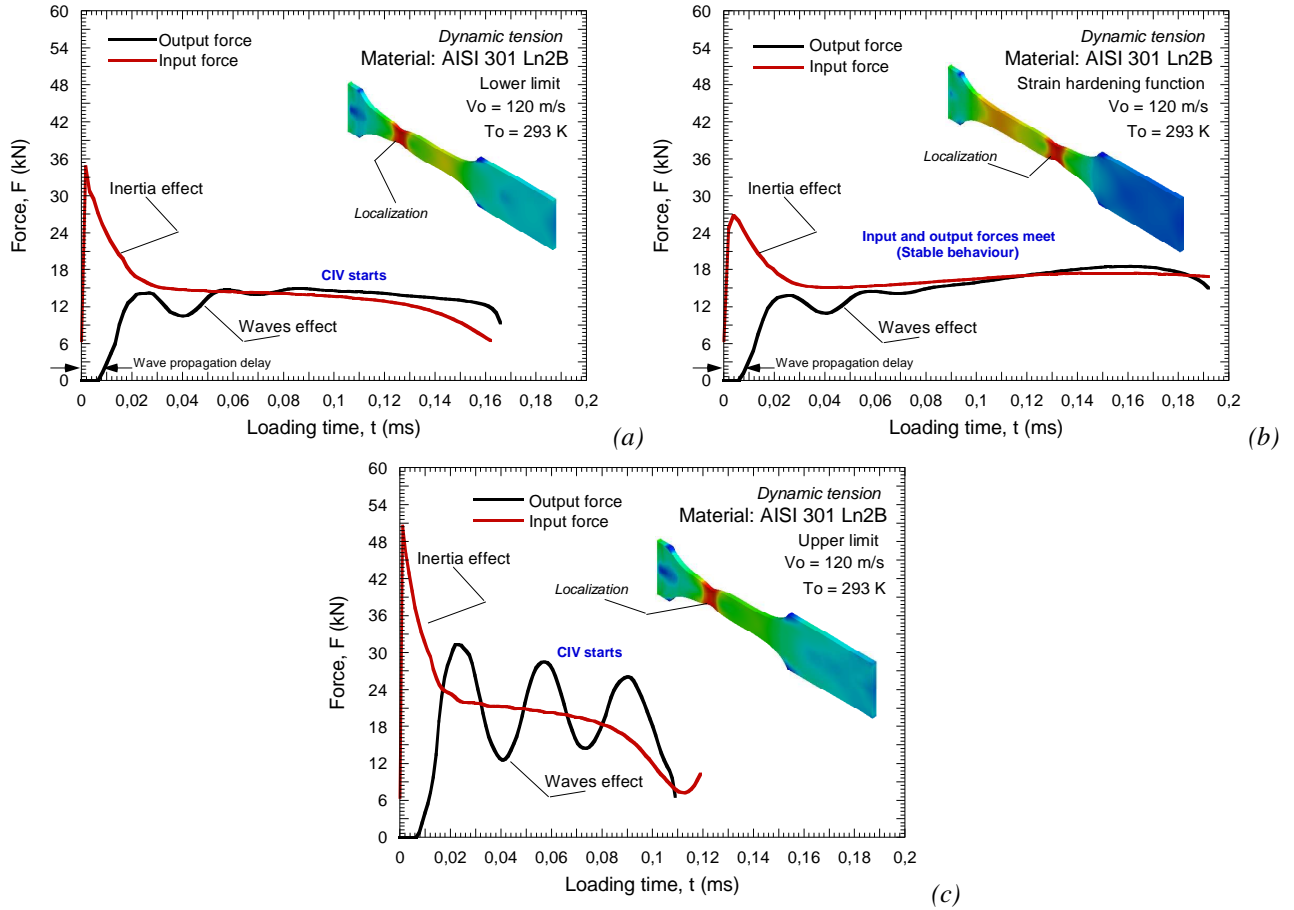 60
54
48
42
36
30
24
18
12
6
0
Force, F (kN)
Output force
Input force
Dynamic tension
Material: AISI 301 Ln2B
Lower limit
Vo = 120 m/s
To = 293 K
Inertia effect
Localization
CIV starts
Waves effect
Wave propagation delay
0 0,02 0,04 0,06 0,08 0,1 0,12 0,14 0,16 0,18 0,2
Loading time, t (ms)
(a)
60
54
48
42
36
30
24
18
12
6
0
Force, F (kN)
Output force
Input force
Dynamic tension
Material: AISI 301 Ln2B
Strain hardening function
Vo = 120 m/s
To = 293 K
Localization
Inertia effect
Input and output forces meet
(Stable behaviour)
Waves effect
Wave propagation delay
0 0,02 0,04 0,06 0,08 0,1 0,12 0,14 0,16 0,18 0,2
Loading time, t (ms)
(b)
60
54
48
42
36
30
24
18
12
6
0
Force, F (kN)
Output force
Input force
Dynamic tension
Material: AISI 301 Ln2B
Upper limit
Vo = 120 m/s
To = 293 K
Inertia effect
Localization
CIV starts
Waves effect
0 0,02 0,04 0,06 0,08 0,1 0,12 0,14 0,16 0,18 0,2
Loading time, t (ms)
(c)